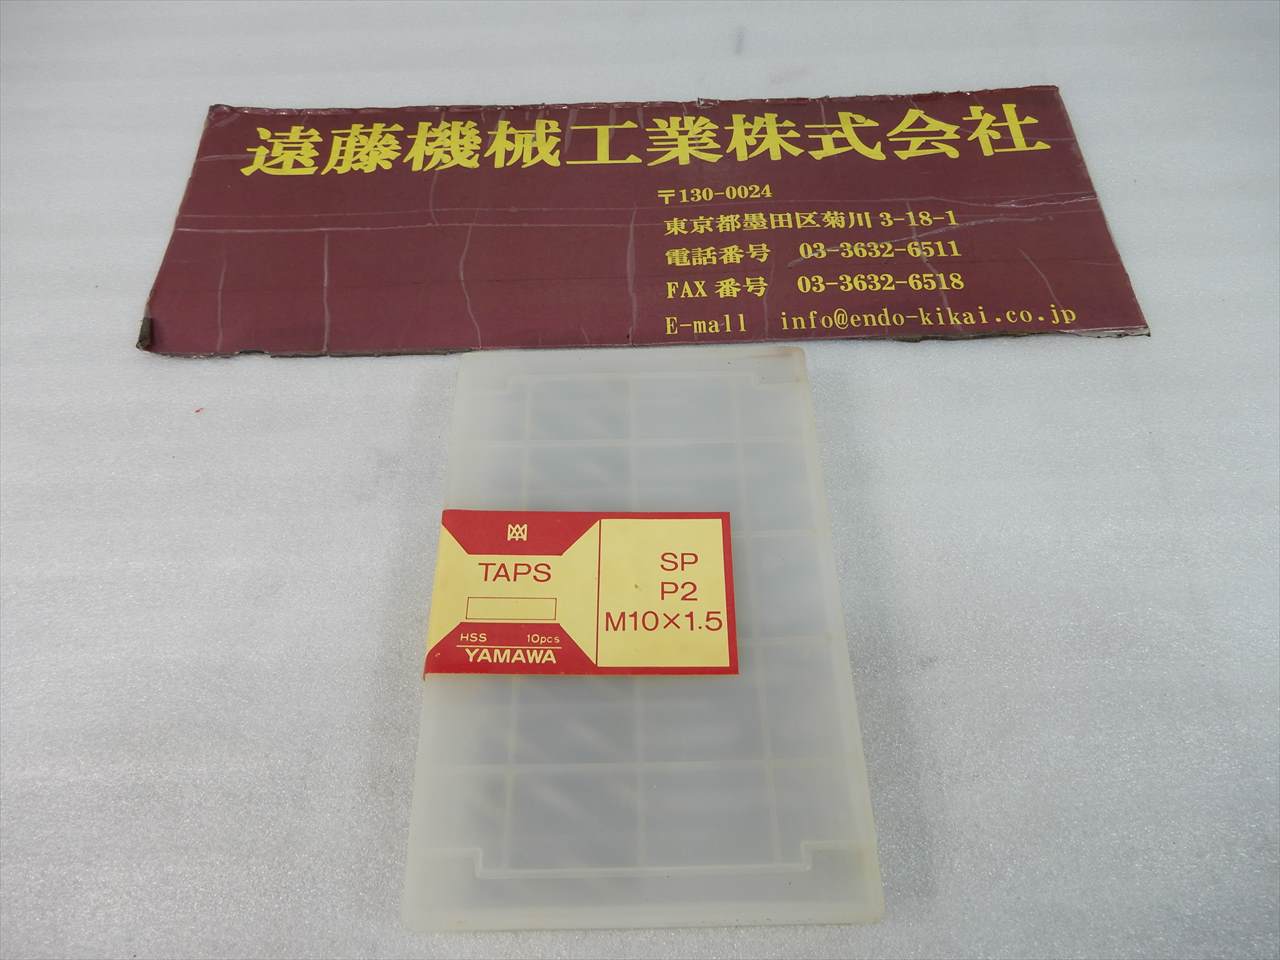 遠藤機械工業株式会社
〒130-0024
東京都墨田区菊川 3-18-1
電話番号 03-3632-6511
FAX 番号 03-3632-6518
E-mall info@endo-kikai.co.jp
TAPS
HSS 10pcs
YAMAWA
SP
P2
M10×1.5